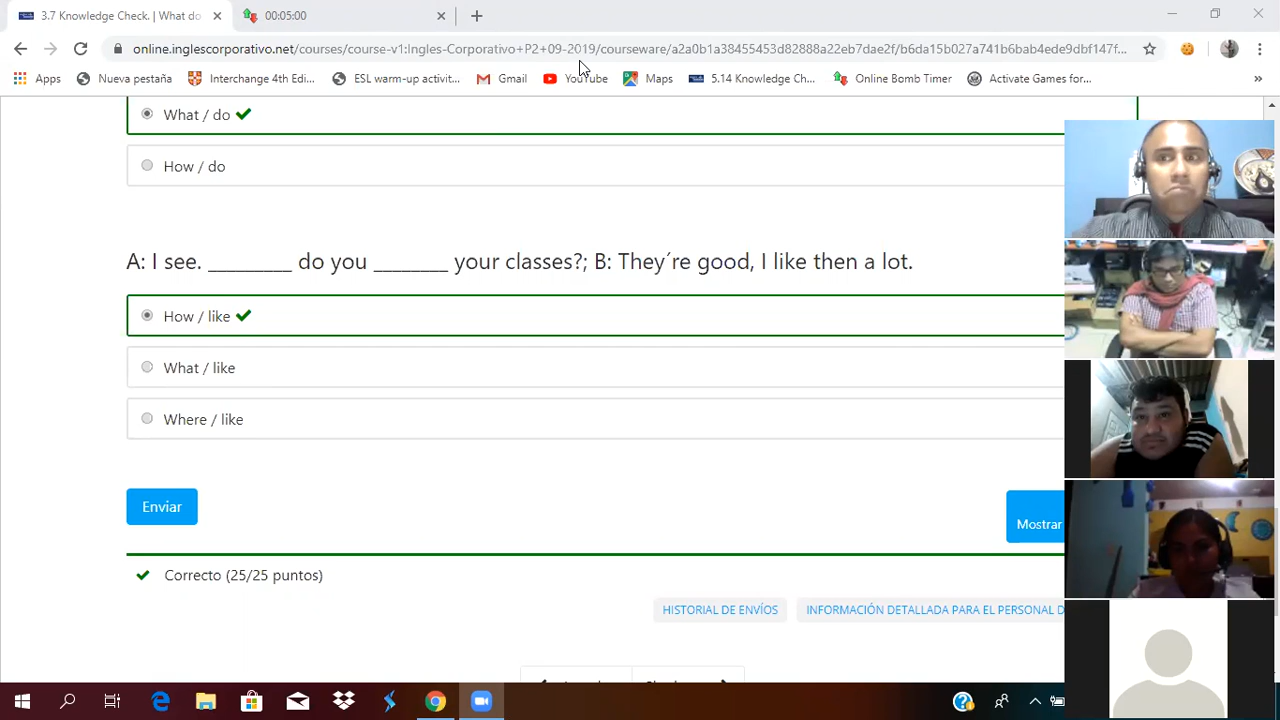 3.7 Knowledge Check. | What do
00:05:00
online.inglescorporativo.net/courses/course-v1:Ingles-Corporativo+P2+09-2019/courseware/a2a0b1a38455453d82888a22eb7dae2f/b6da15b027a741b6bab4ede9dbf147f...
Apps
Nueva pestaña
Interchange 4th Edi...
ESL warm-up activit...
Gmail
YouTube
Maps
5.14 Knowledge Ch...
Online Bomb Timer
Activate Games for...
»
What / do
How / do
A: I see. _________ do you ________ your classes?; B: They´re good, I like then a lot.
How / like
What / like
Where / like
Enviar
Mostrar
Correcto (25/25 puntos)
HISTORIAL DE ENVÍOS
INFORMACIÓN DETALLADA PARA EL PERSONAL D